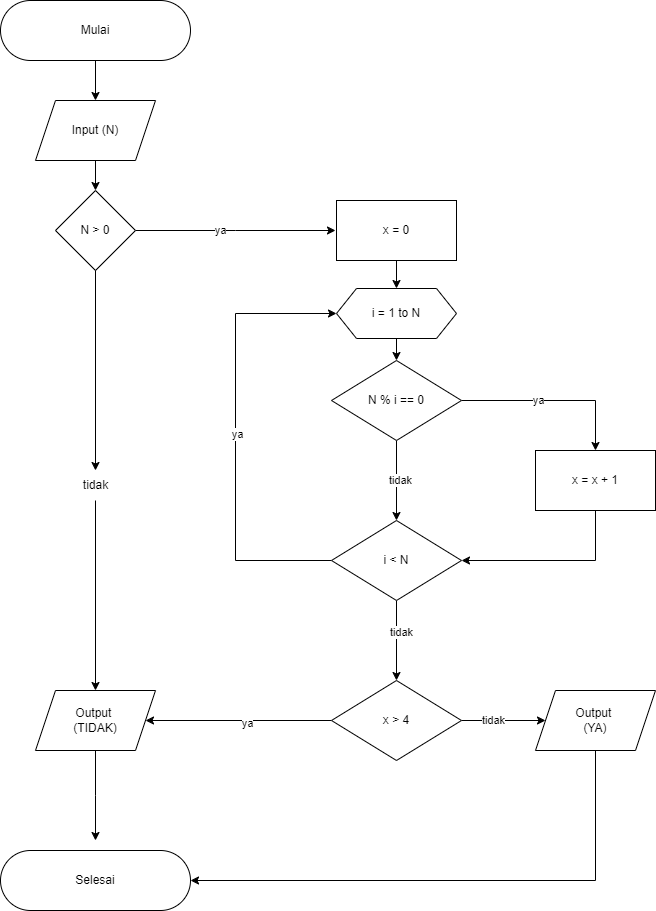 Mulai
Input (N)
N > 0
ya
x = 0
i = 1 to N
N % i == 0
ya
ya
x = x + 1
tidak
tidak
i < N
tidak
Output
(TIDAK)
ya
x > 4
tidak
Output
(YA)
Selesai